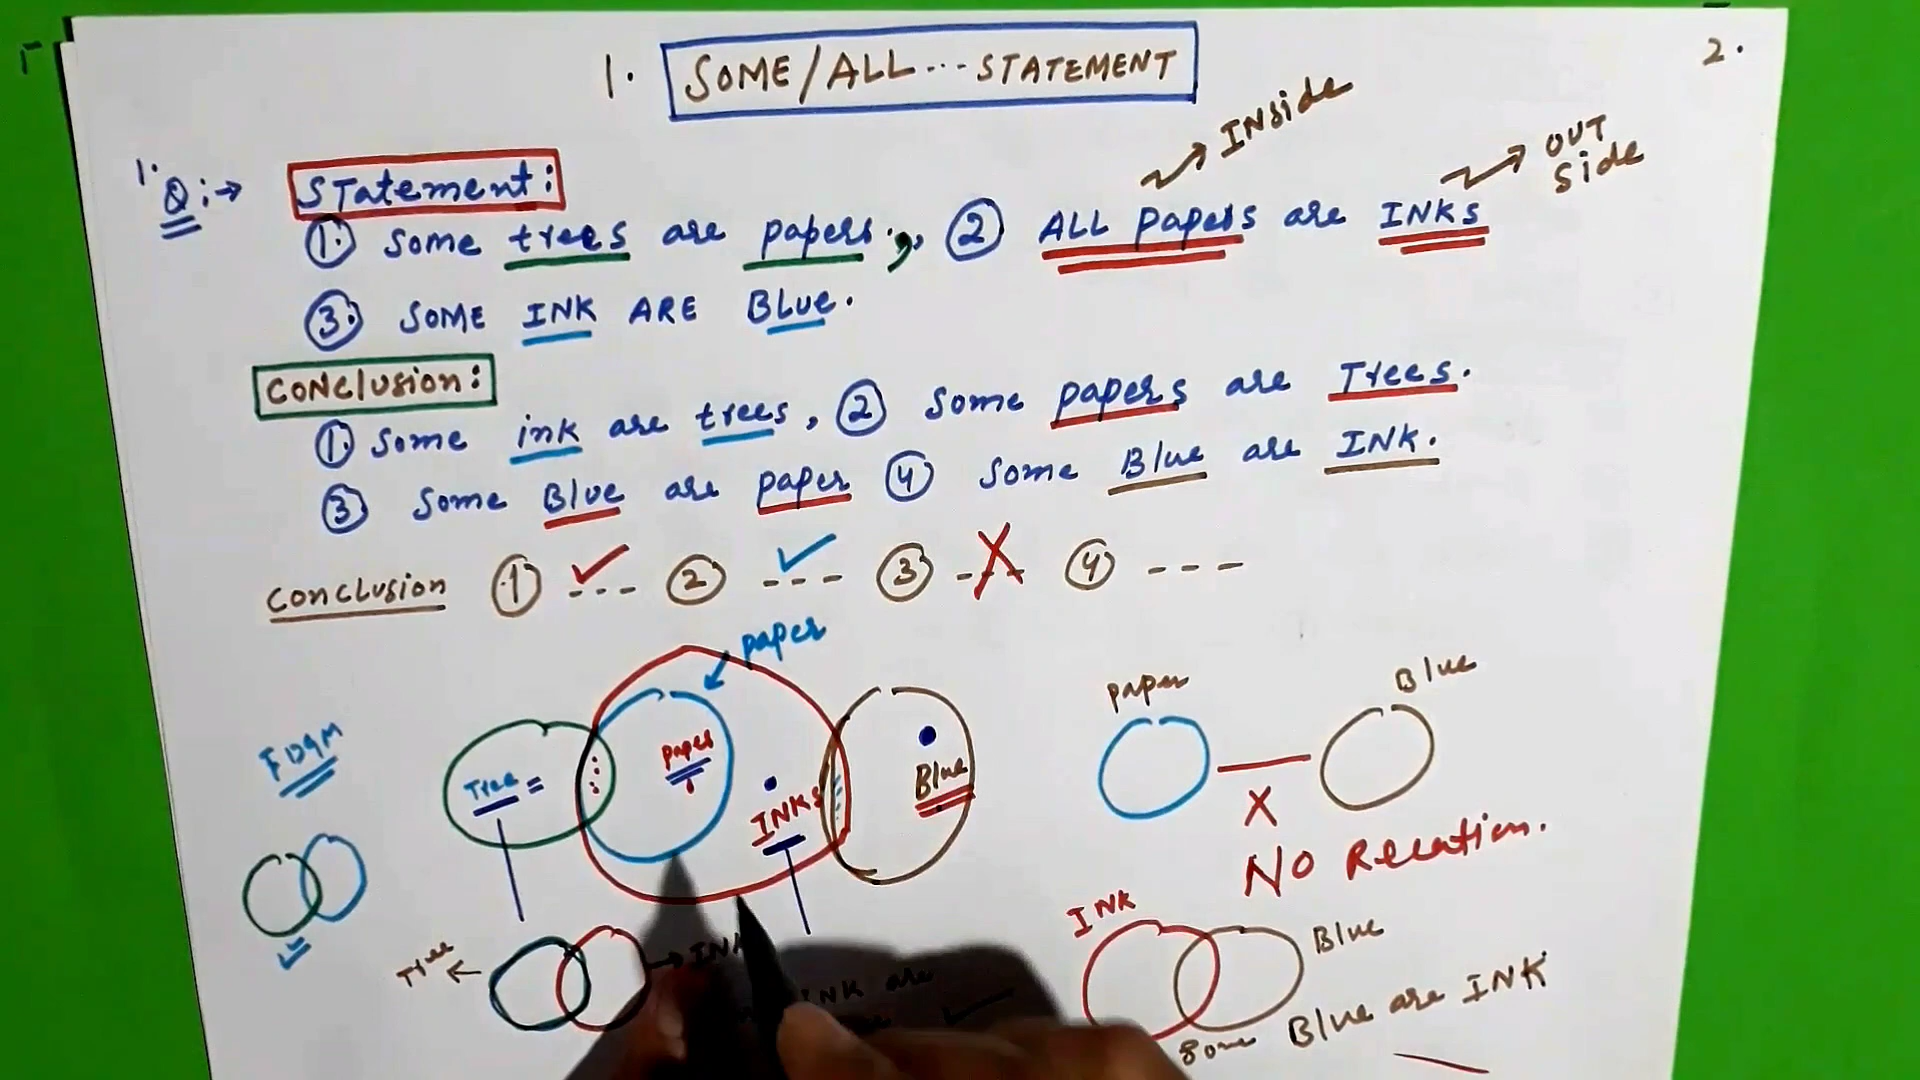 1. SOME/ALL... STATEMENT
2.
INside
OUT
Side
1. Q:→ STatement:
1. Some trees are papers., 2 ALL papers are INKS
3. SOME INK ARE BLUE.
CONClusion:
1. Some ink are trees, 2 Some papers are Trees.
3 Some Blue are paper 4 Some Blue are INK.
Conclusion 1 --- 2 --- 3 --- 4 ---
paper
paper
Blue
Tree
paper
INKS
Blue
X
NO Relation.
Tree
INK
Blue
INK are
Some Blue are INK